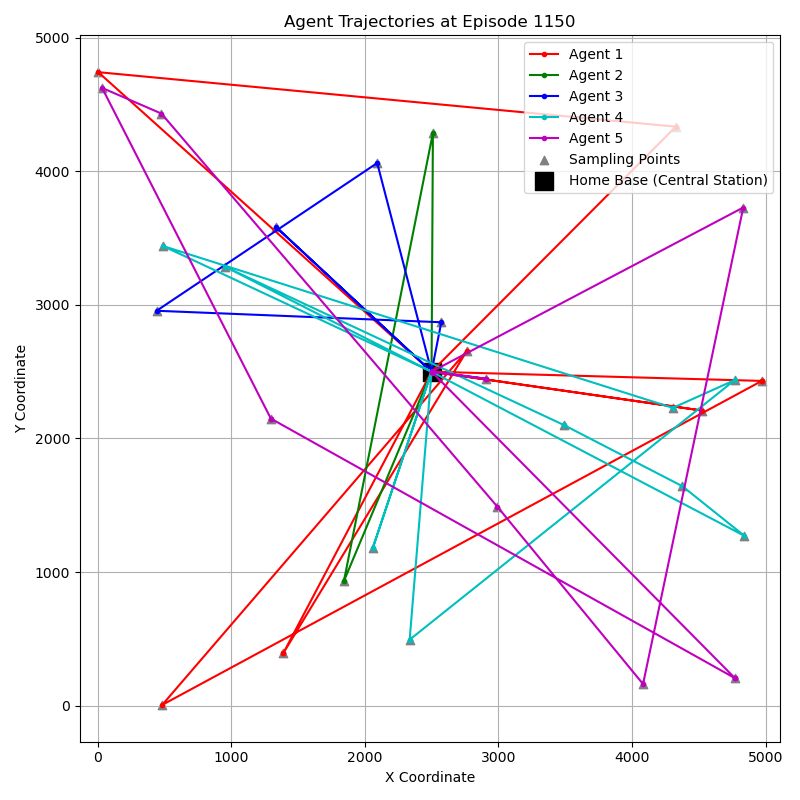 Agent Trajectories at Episode 1150
5000
4000
3000
2000
1000
0
Y Coordinate
Agent 1
Agent 2
Agent 3
Agent 4
Agent 5
Sampling Points
Home Base (Central Station)
0 1000 2000 3000 4000 5000
X Coordinate